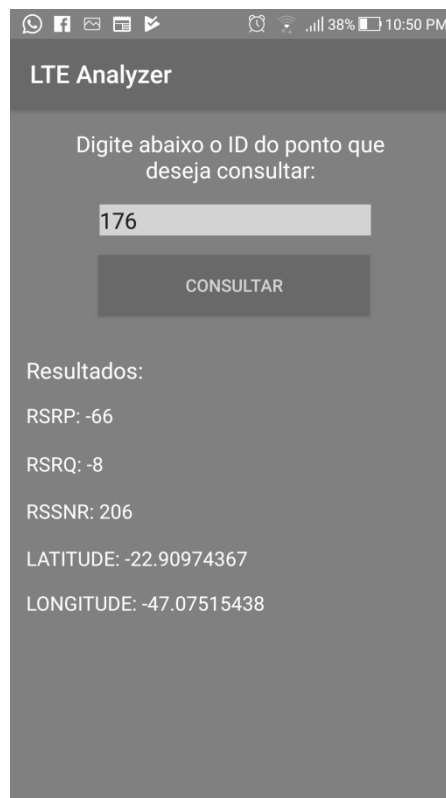 38% 10:50 PM
LTE Analyzer
Digite abaixo o ID do ponto que
deseja consultar:
176
CONSULTAR
Resultados:
RSRP: -66
RSRQ: -8
RSSNR: 206
LATITUDE: -22.90974367
LONGITUDE: -47.07515438